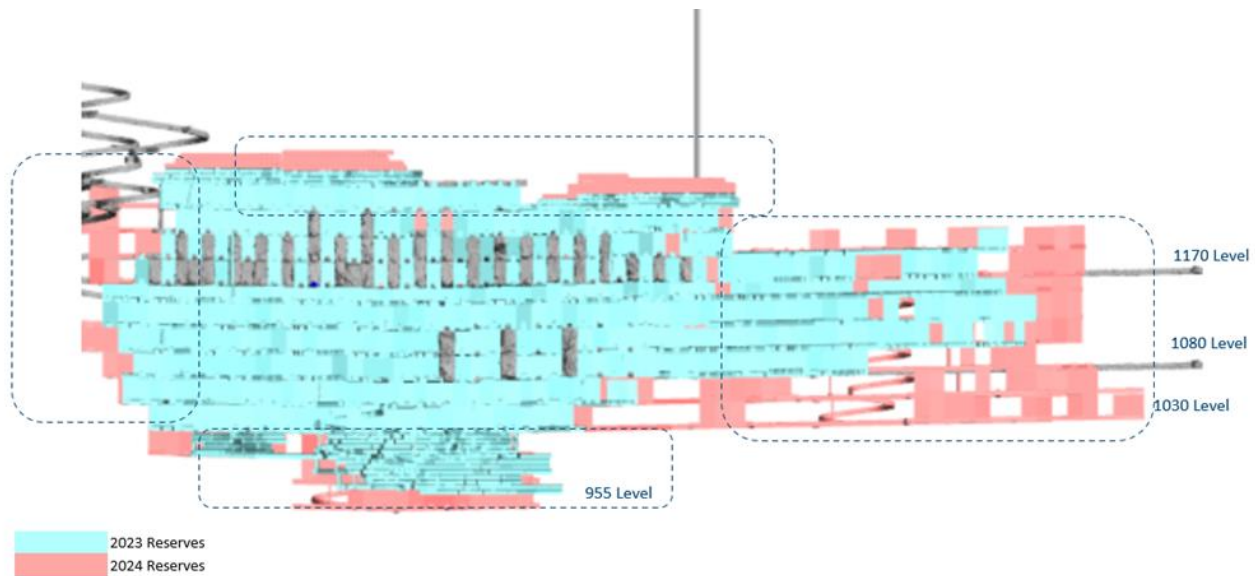 1170 Level
1080 Level
1030 Level
955 Level
2023 Reserves
2024 Reserves